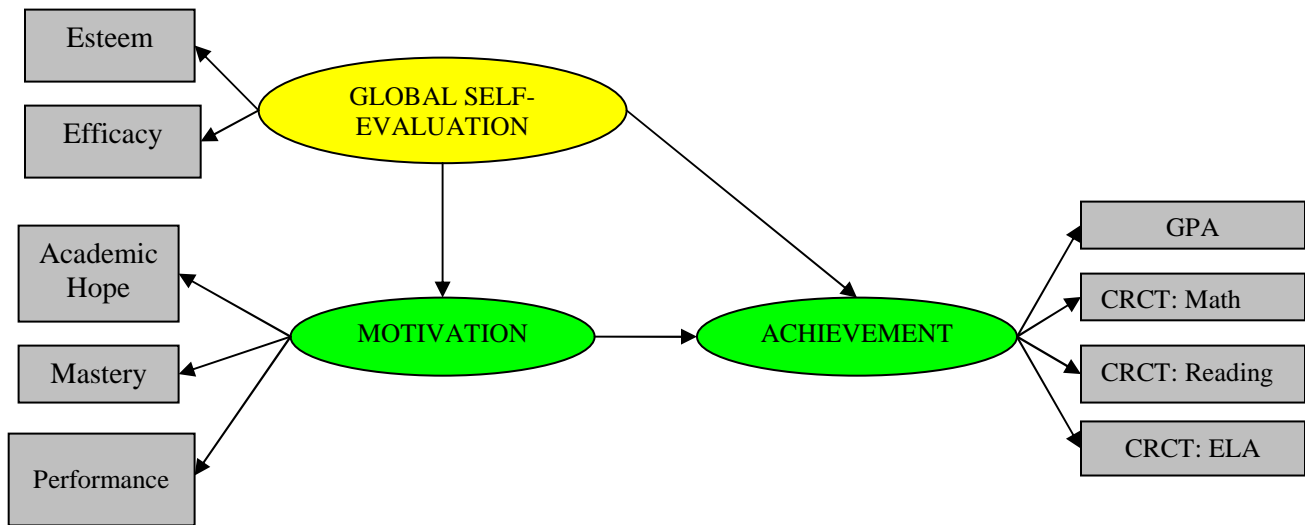 Esteem
GLOBAL SELF-
EVALUATION
Efficacy
Academic
Hope
GPA
CRCT: Math
MOTIVATION
ACHIEVEMENT
Mastery
CRCT: Reading
CRCT: ELA
Performance